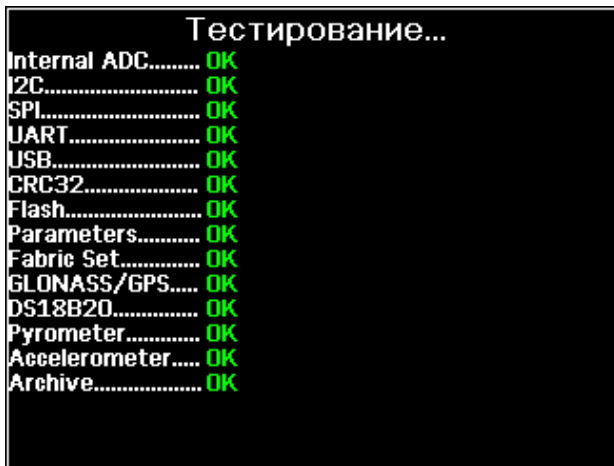 Тестирование...
Internal ADC......... OK
I2C............................ OK
SPI............................. OK
UART........................ OK
USB........................... OK
CRC32..................... OK
Flash......................... OK
Parameters........... OK
Fabric Set.............. OK
GLONASS/GPS..... OK
DS18B20................ OK
Pyrometer............. OK
Accelerometer..... OK
Archive.................... OK